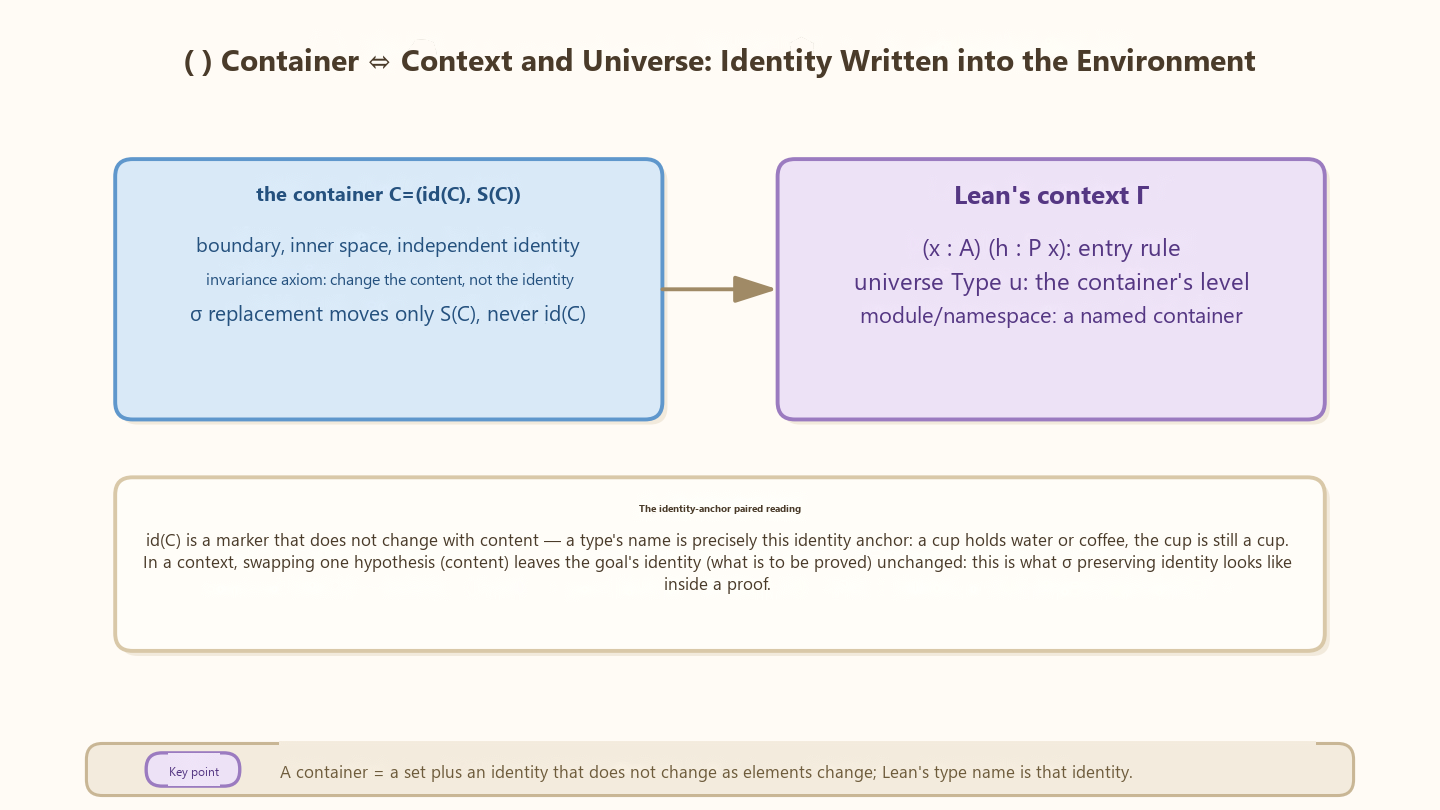 ( ) Container ⇔ Context and Universe: Identity Written into the Environment
the container C=(id(C), S(C))
boundary, inner space, independent identity
invariance axiom: change the content, not the identity
σ replacement moves only S(C), never id(C)
Lean's context Γ
(x : A) (h : P x): entry rule
universe Type u: the container's level
module/namespace: a named container
The identity-anchor paired reading
id(C) is a marker that does not change with content — a type's name is precisely this identity anchor: a cup holds water or coffee, the cup is still a cup.
In a context, swapping one hypothesis (content) leaves the goal's identity (what is to be proved) unchanged: this is what σ preserving identity looks like
inside a proof.
Key point
A container = a set plus an identity that does not change as elements change; Lean's type name is that identity.